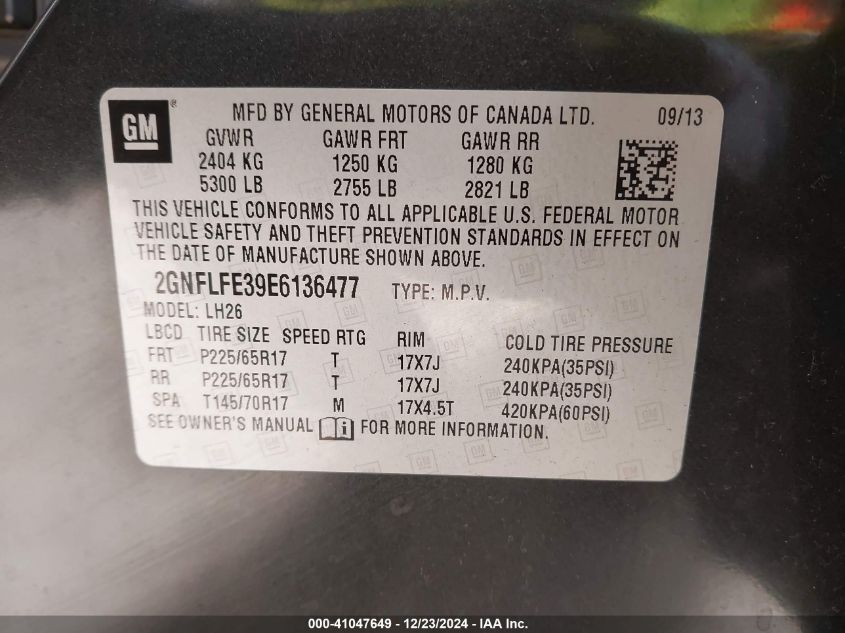 GM ®
MFD BY GENERAL MOTORS OF CANADA LTD. 09/13
GVWR GAWR FRT GAWR RR
2404 KG 1250 KG 1280 KG
5300 LB 2755 LB 2821 LB
THIS VEHICLE CONFORMS TO ALL APPLICABLE U.S. FEDERAL MOTOR
VEHICLE SAFETY AND THEFT PREVENTION STANDARDS IN EFFECT ON
THE DATE OF MANUFACTURE SHOWN ABOVE.
2GNFLFE39E6136477 TYPE: M.P.V.
MODEL: LH26
LBCD TIRE SIZE SPEED RTG RIM COLD TIRE PRESSURE
FRT P225/65R17 T 17X7J 240KPA(35PSI)
RR P225/65R17 T 17X7J 240KPA(35PSI)
SPA T145/70R17 M 17X4.5T 420KPA(60PSI)
SEE OWNER'S MANUAL i FOR MORE INFORMATION.
000-41047649 - 12/23/2024 - IAA Inc.